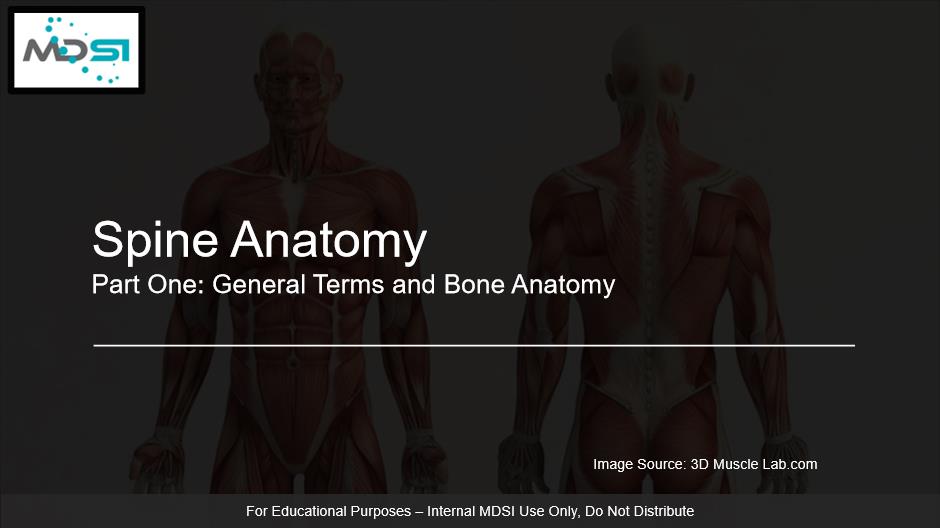 MDSI
Spine Anatomy
Part One: General Terms and Bone Anatomy
Image Source: 3D Muscle Lab.com
For Educational Purposes – Internal MDSI Use Only, Do Not Distribute